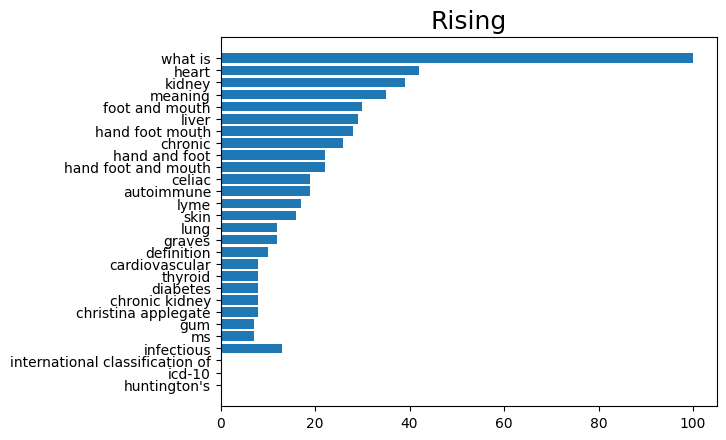 Rising
what is
heart
kidney
meaning
foot and mouth
liver
hand foot mouth
chronic
hand and foot
hand foot and mouth
celiac
autoimmune
lyme
skin
lung
graves
definition
cardiovascular
thyroid
diabetes
chronic kidney
christina applegate
gum
ms
infectious
international classification of
icd-10
huntington's
0 20 40 60 80 100